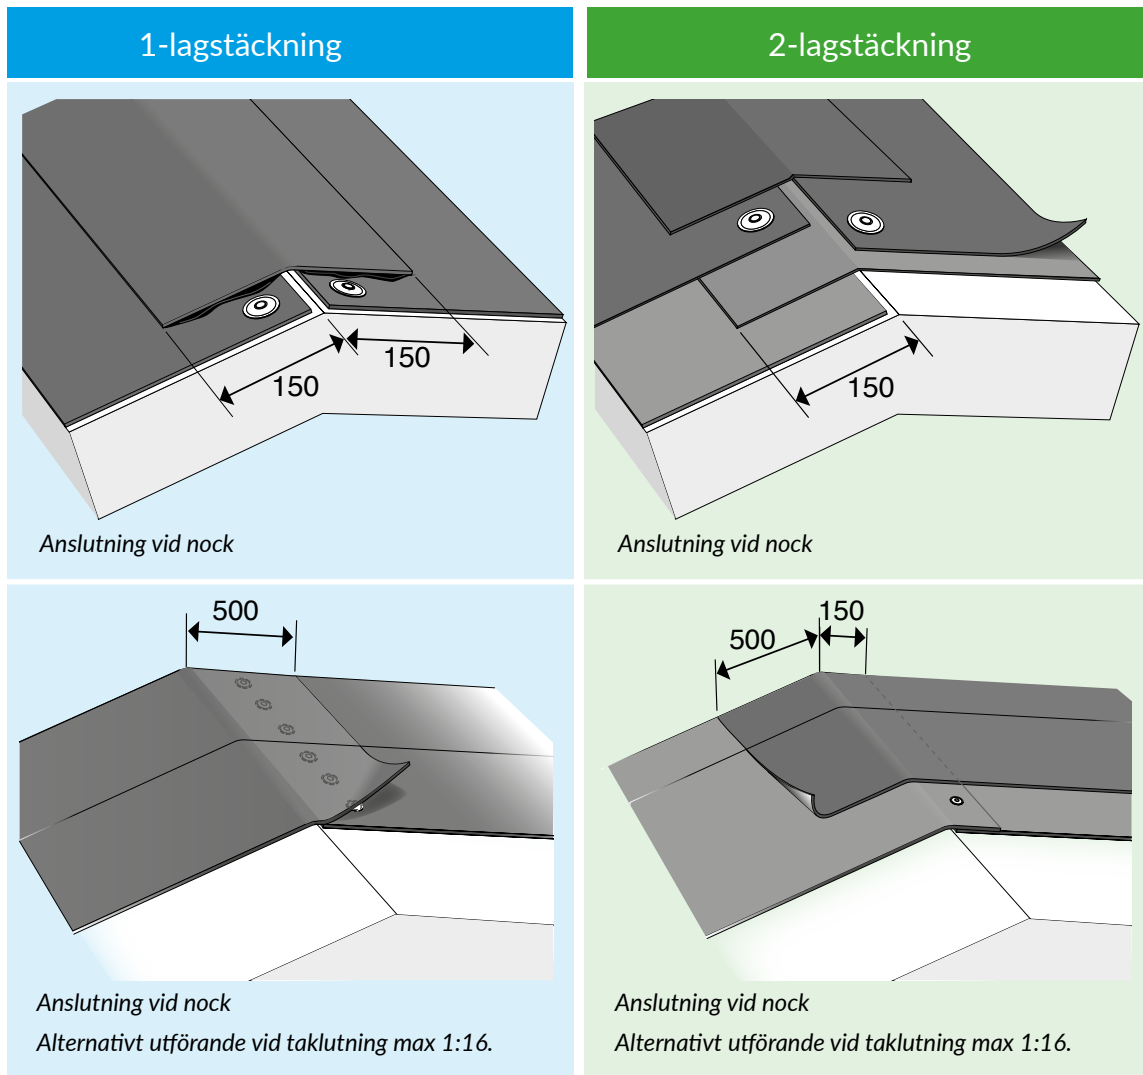 1-lagstäckning
2-lagstäckning
150
150
Anslutning vid nock
150
Anslutning vid nock
500
Anslutning vid nock
Alternativt utförande vid taklutning max 1:16.
150
500
Anslutning vid nock
Alternativt utförande vid taklutning max 1:16.